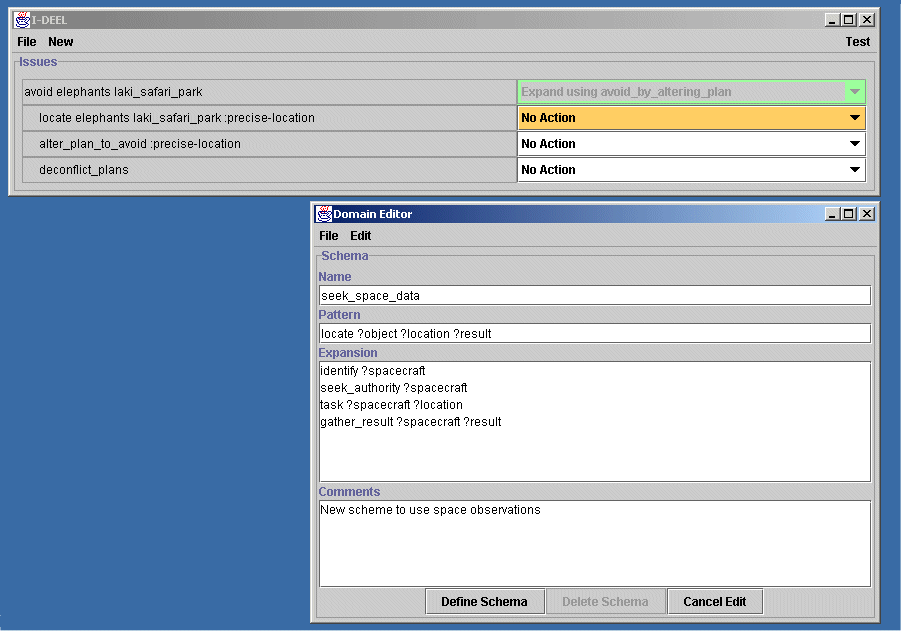 I-DEEL
File New Test
Issues
avoid elephants laki_safari_park Expand using avoid_by_altering_plan
locate elephants laki_safari_park :precise-location No Action
alter_plan_to_avoid :precise-location No Action
deconflict_plans No Action
Domain Editor
File Edit
Schema
Name
seek_space_data
Pattern
locate ?object ?location ?result
Expansion
identify ?spacecraft
seek_authority ?spacecraft
task ?spacecraft ?location
gather_result ?spacecraft ?result
Comments
New scheme to use space observations
Define Schema Delete Schema Cancel Edit